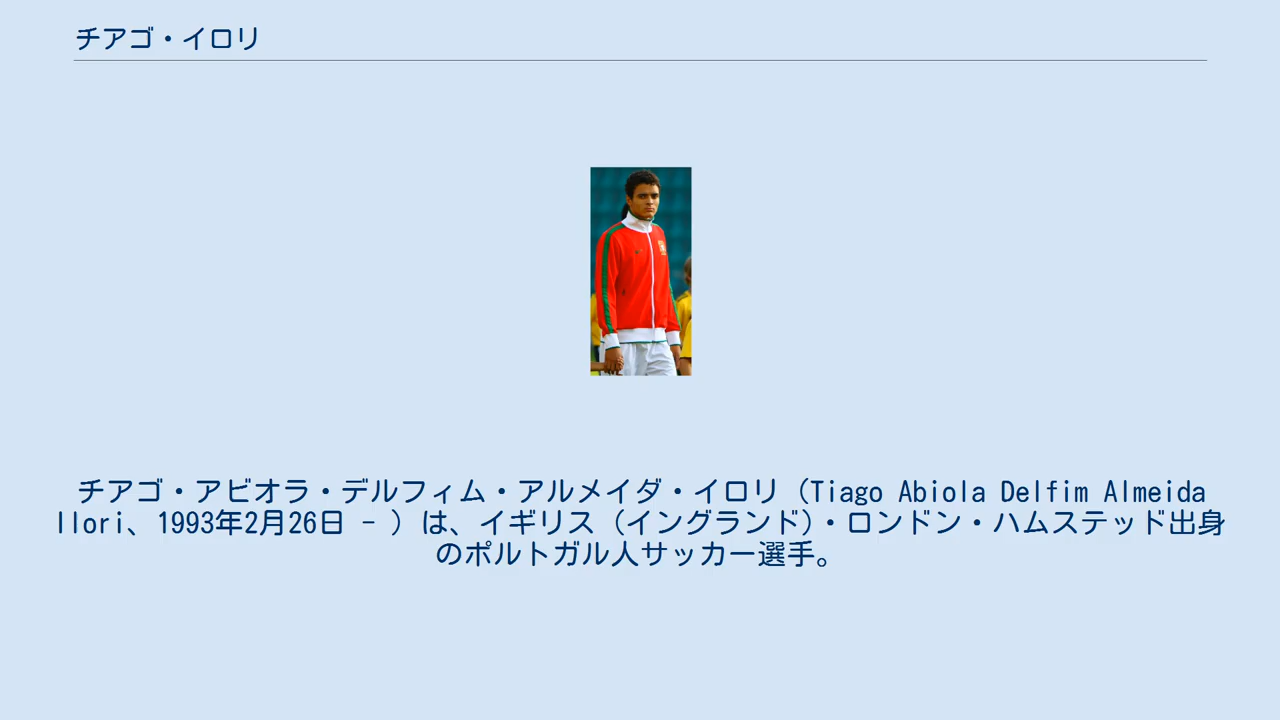 チアゴ・イロリ
チアゴ・アビオラ・デルフィム・アルメイダ・イロリ（Tiago Abiola Delfim Almeida
Ilori、1993年2月26日 - ）は、イギリス（イングランド）・ロンドン・ハムステッド出身
のポルトガル人サッカー選手。